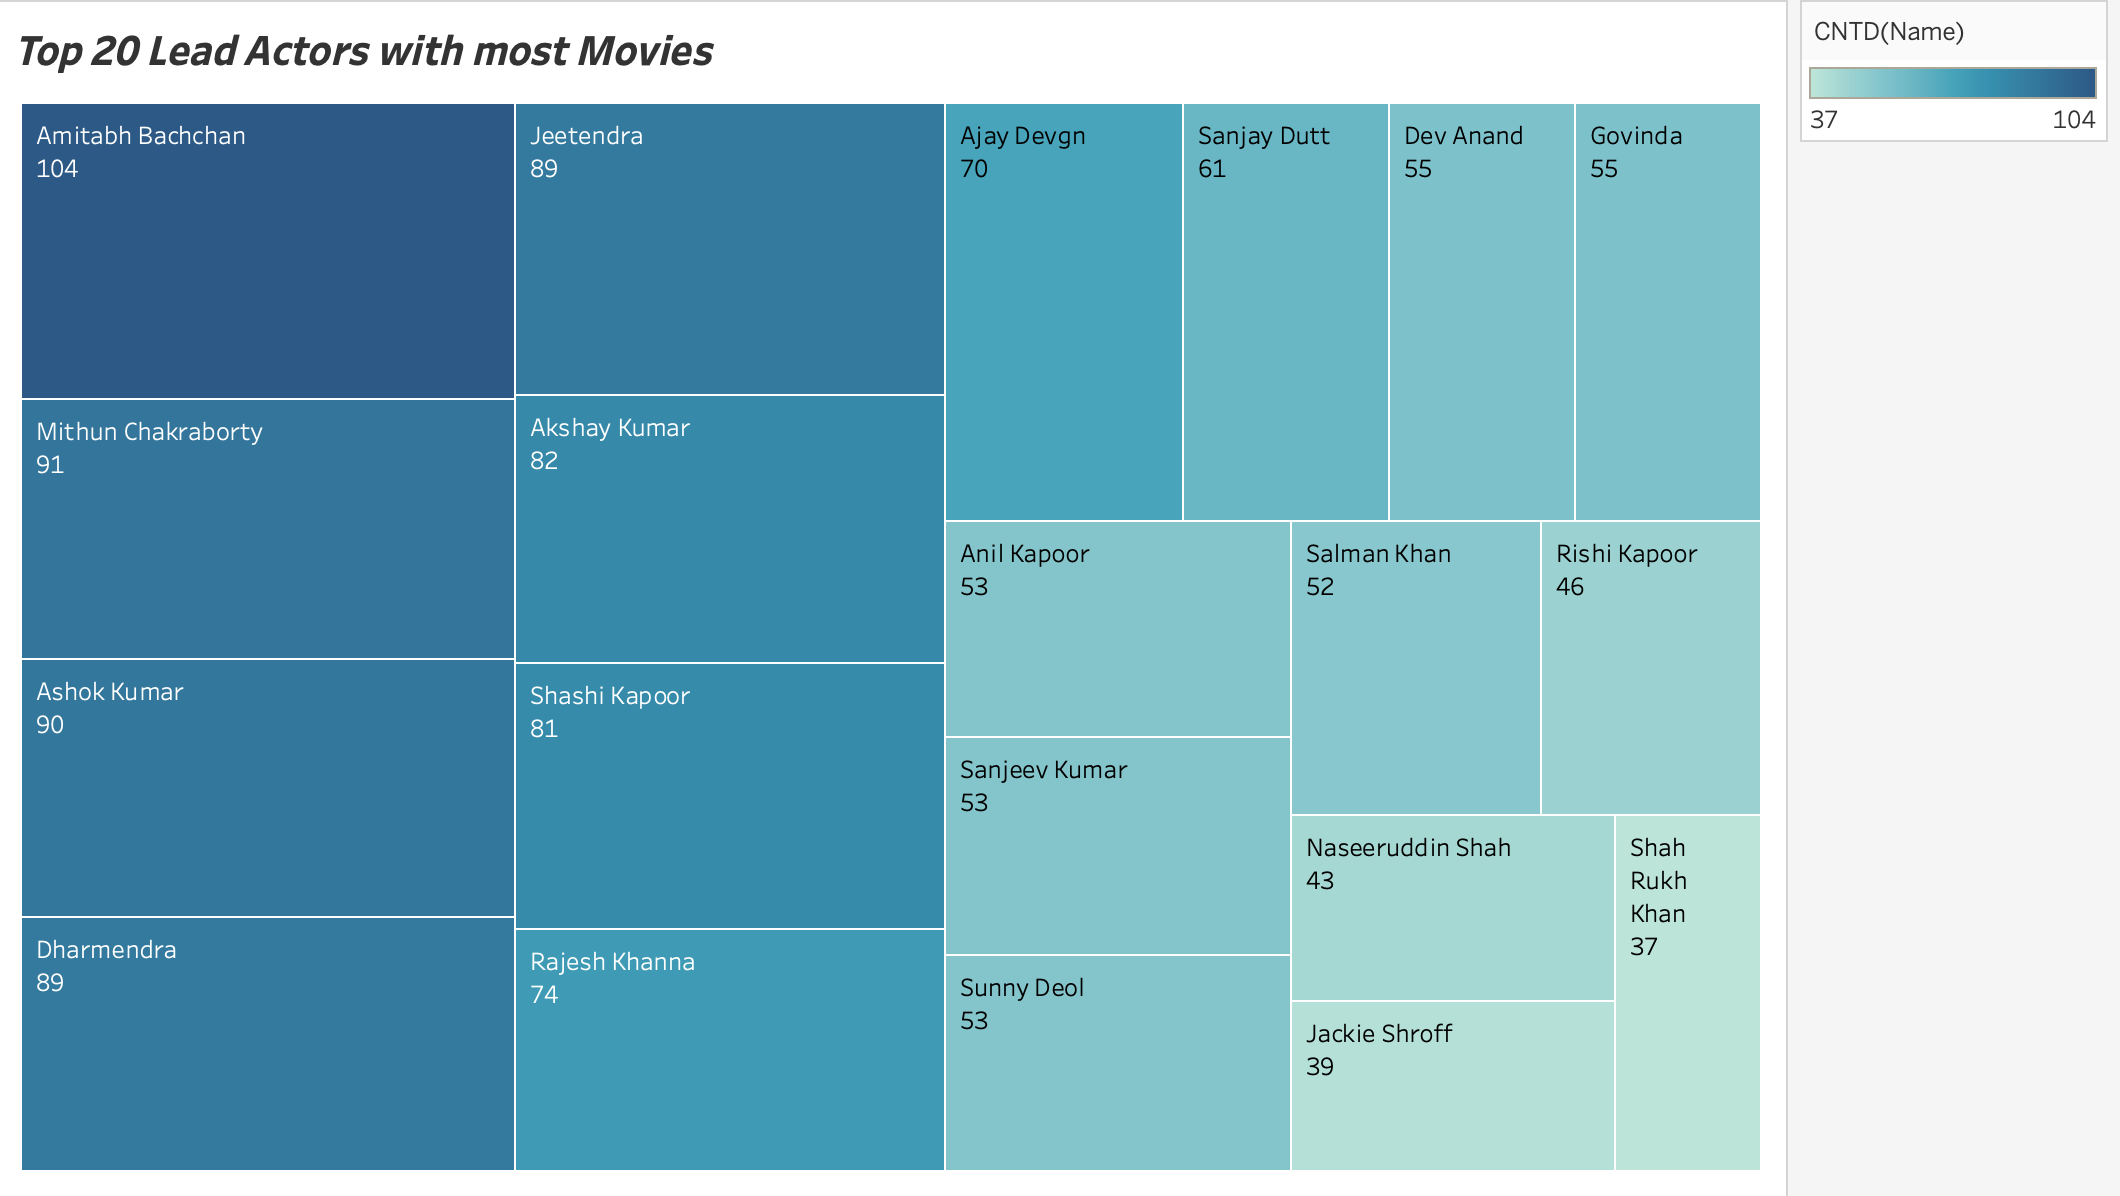 Top 20 Lead Actors with most Movies
CNTD(Name)
37
104
Amitabh Bachchan
104
Mithun Chakraborty
91
Ashok Kumar
90
Dharmendra
89
Jeetendra
89
Akshay Kumar
82
Shashi Kapoor
81
Rajesh Khanna
74
Ajay Devgn
70
Sanjay Dutt
61
Dev Anand
55
Govinda
55
Anil Kapoor
53
Sanjeev Kumar
53
Sunny Deol
53
Salman Khan
52
Rishi Kapoor
46
Naseeruddin Shah
43
Jackie Shroff
39
Shah
Rukh
Khan
37